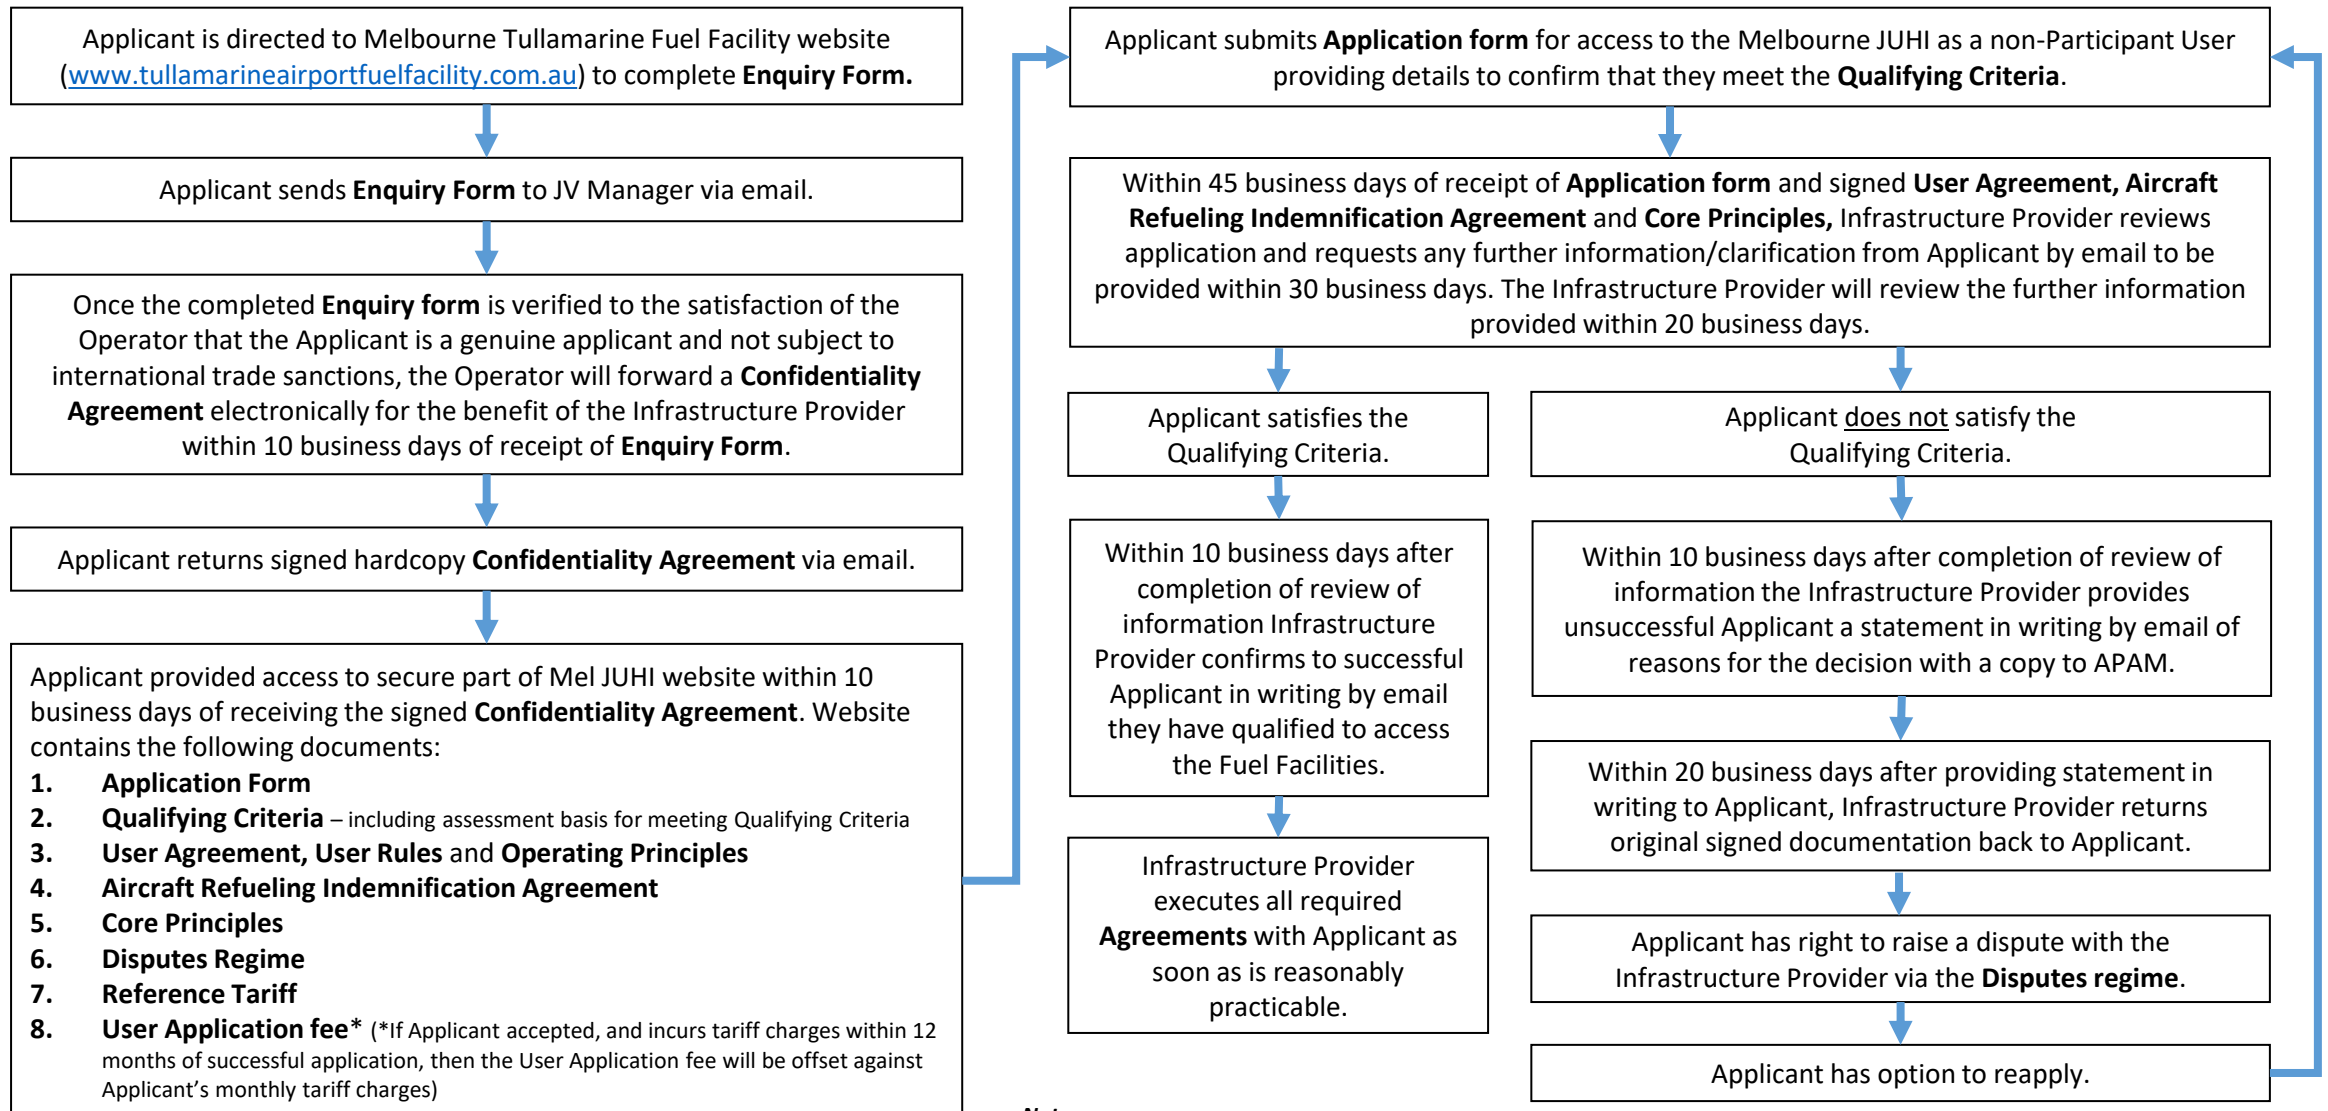 Applicant is directed to Melbourne Tullamarine Fuel Facility website
(www.tullamarineairportfuelfacility.com.au) to complete Enquiry Form.
Applicant sends Enquiry Form to JV Manager via email.
Once the completed Enquiry form is verified to the satisfaction of the
Operator that the Applicant is a genuine applicant and not subject to
international trade sanctions, the Operator will forward a Confidentiality
Agreement electronically for the benefit of the Infrastructure Provider
within 10 business days of receipt of Enquiry Form.
Applicant returns signed hardcopy Confidentiality Agreement via email.
Applicant provided access to secure part of Mel JUHI website within 10
business days of receiving the signed Confidentiality Agreement. Website
contains the following documents:
1. Application Form
2. Qualifying Criteria – including assessment basis for meeting Qualifying Criteria
3. User Agreement, User Rules and Operating Principles
4. Aircraft Refueling Indemnification Agreement
5. Core Principles
6. Disputes Regime
7. Reference Tariff
8. User Application fee* (*If Applicant accepted, and incurs tariff charges within 12
months of successful application, then the User Application fee will be offset against
Applicant's monthly tariff charges)
Applicant submits Application form for access to the Melbourne JUHI as a non-Participant User
providing details to confirm that they meet the Qualifying Criteria.
Within 45 business days of receipt of Application form and signed User Agreement, Aircraft
Refueling Indemnification Agreement and Core Principles, Infrastructure Provider reviews
application and requests any further information/clarification from Applicant by email to be
provided within 30 business days. The Infrastructure Provider will review the further information
provided within 20 business days.
Applicant satisfies the
Qualifying Criteria.
Within 10 business days after
completion of review of
information Infrastructure
Provider confirms to successful
Applicant in writing by email
they have qualified to access
the Fuel Facilities.
Infrastructure Provider
executes all required
Agreements with Applicant as
soon as is reasonably
practicable.
Applicant does not satisfy the
Qualifying Criteria.
Within 10 business days after completion of review of
information the Infrastructure Provider provides
unsuccessful Applicant a statement in writing by email of
reasons for the decision with a copy to APAM.
Within 20 business days after providing statement in
writing to Applicant, Infrastructure Provider returns
original signed documentation back to Applicant.
Applicant has right to raise a dispute with the
Infrastructure Provider via the Disputes regime.
Applicant has option to reapply.